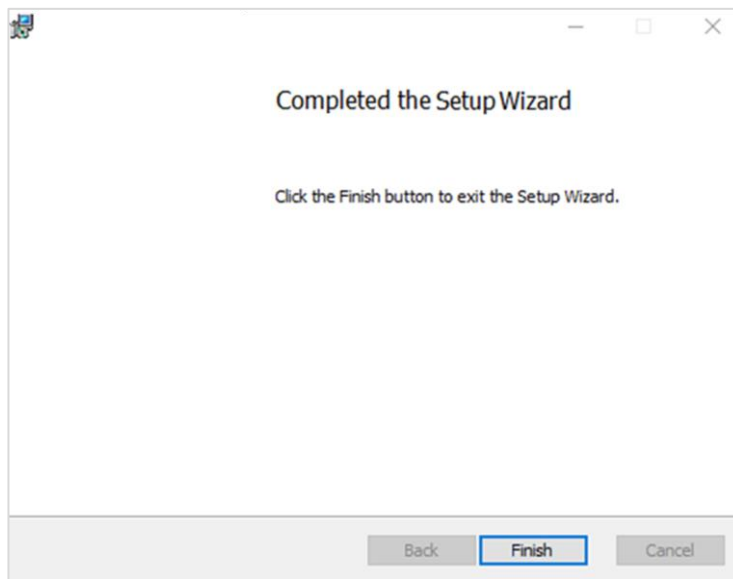 Completed the Setup Wizard
Click the Finish button to exit the Setup Wizard.
Back Finish Cancel